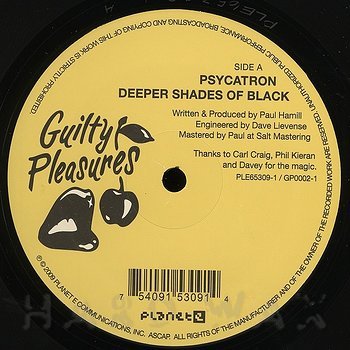 SIDE A
PSYCATRON
DEEPER SHADES OF BLACK
Written & Produced by Paul Hamill
Engineered by Dave Lievense
Mastered by Paul at Salt Mastering
Thanks to Carl Craig, Phil Kieran
and Davey for the magic.
PLE65309-1 / GP0002-1
Guilty
Pleasures
7 54091 53091 4
planet e
UNAUTHORIZED PUBLIC PERFORMANCE, BROADCASTING AND COPYING OF THIS WORK IS STRICTLY PROHIBITED.
© 2009 PLANET E COMMUNICATIONS, INC. ASCAP. ALL RIGHTS OF THE MANUFACTURER AND OF THE OWNER OF THE RECORDED WORK ARE RESERVED.
HARD WAX